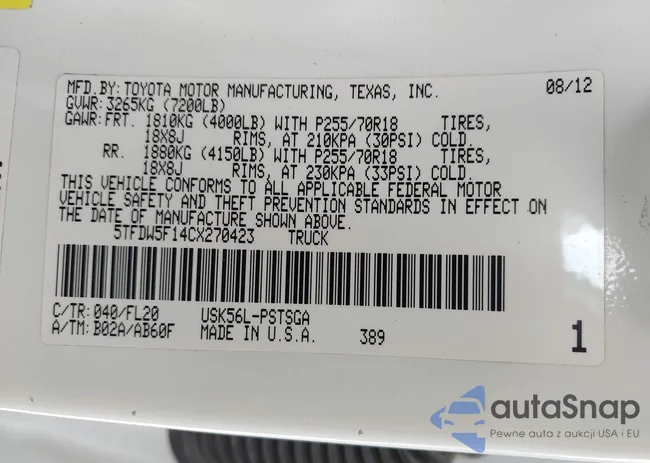 MFD.BY: TOYOTA MOTOR MANUFACTURING, TEXAS, INC. 08/12
GVWR: 3265KG (7200LB)
GAWR: FRT. 1810KG (4000LB) WITH P255/70R18 TIRES,
18X8J RIMS, AT 210KPA (30PSI) COLD.
RR. 1880KG (4150LB) WITH P255/70R18 TIRES,
18X8J RIMS, AT 230KPA (33PSI) COLD.
THIS VEHICLE CONFORMS TO ALL APPLICABLE FEDERAL MOTOR
VEHICLE SAFETY AND THEFT PREVENTION STANDARDS IN EFFECT ON
THE DATE OF MANUFACTURE SHOWN ABOVE.
5TFDW5F14CX270423 TRUCK
C/TR: 040/FL20 USK56L-PSTSGA
A/TM: B02A/AB60F MADE IN U.S.A. 389 1
autoSnap
Pewne auta z aukcji USA i EU